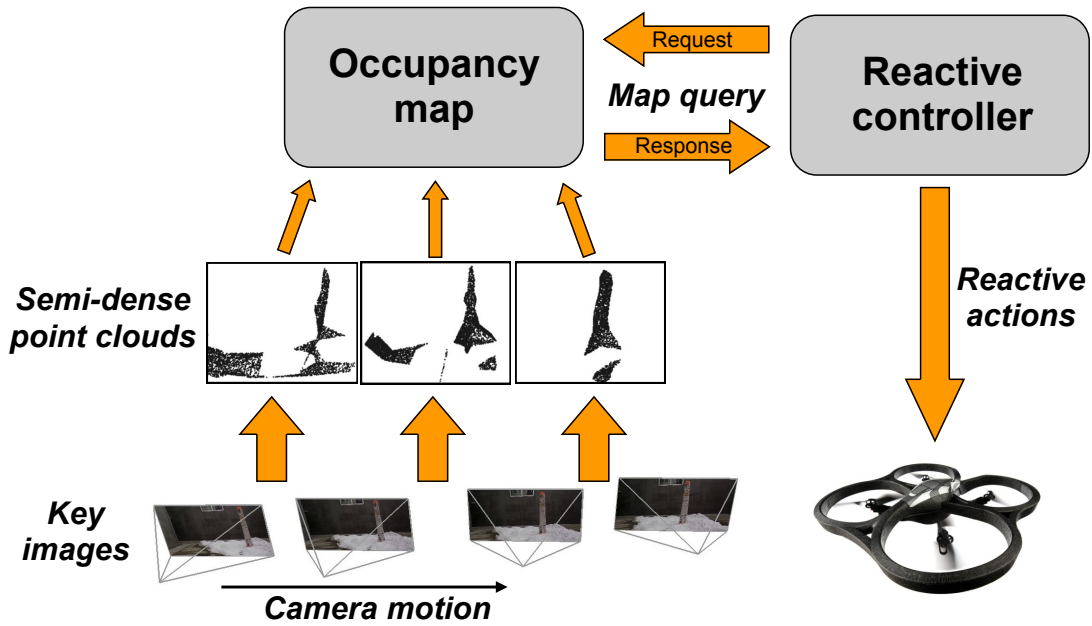 Occupancy
map
Request
Map query
Response
Reactive
controller
Semi-dense
point clouds
Reactive
actions
Key
images
Camera motion